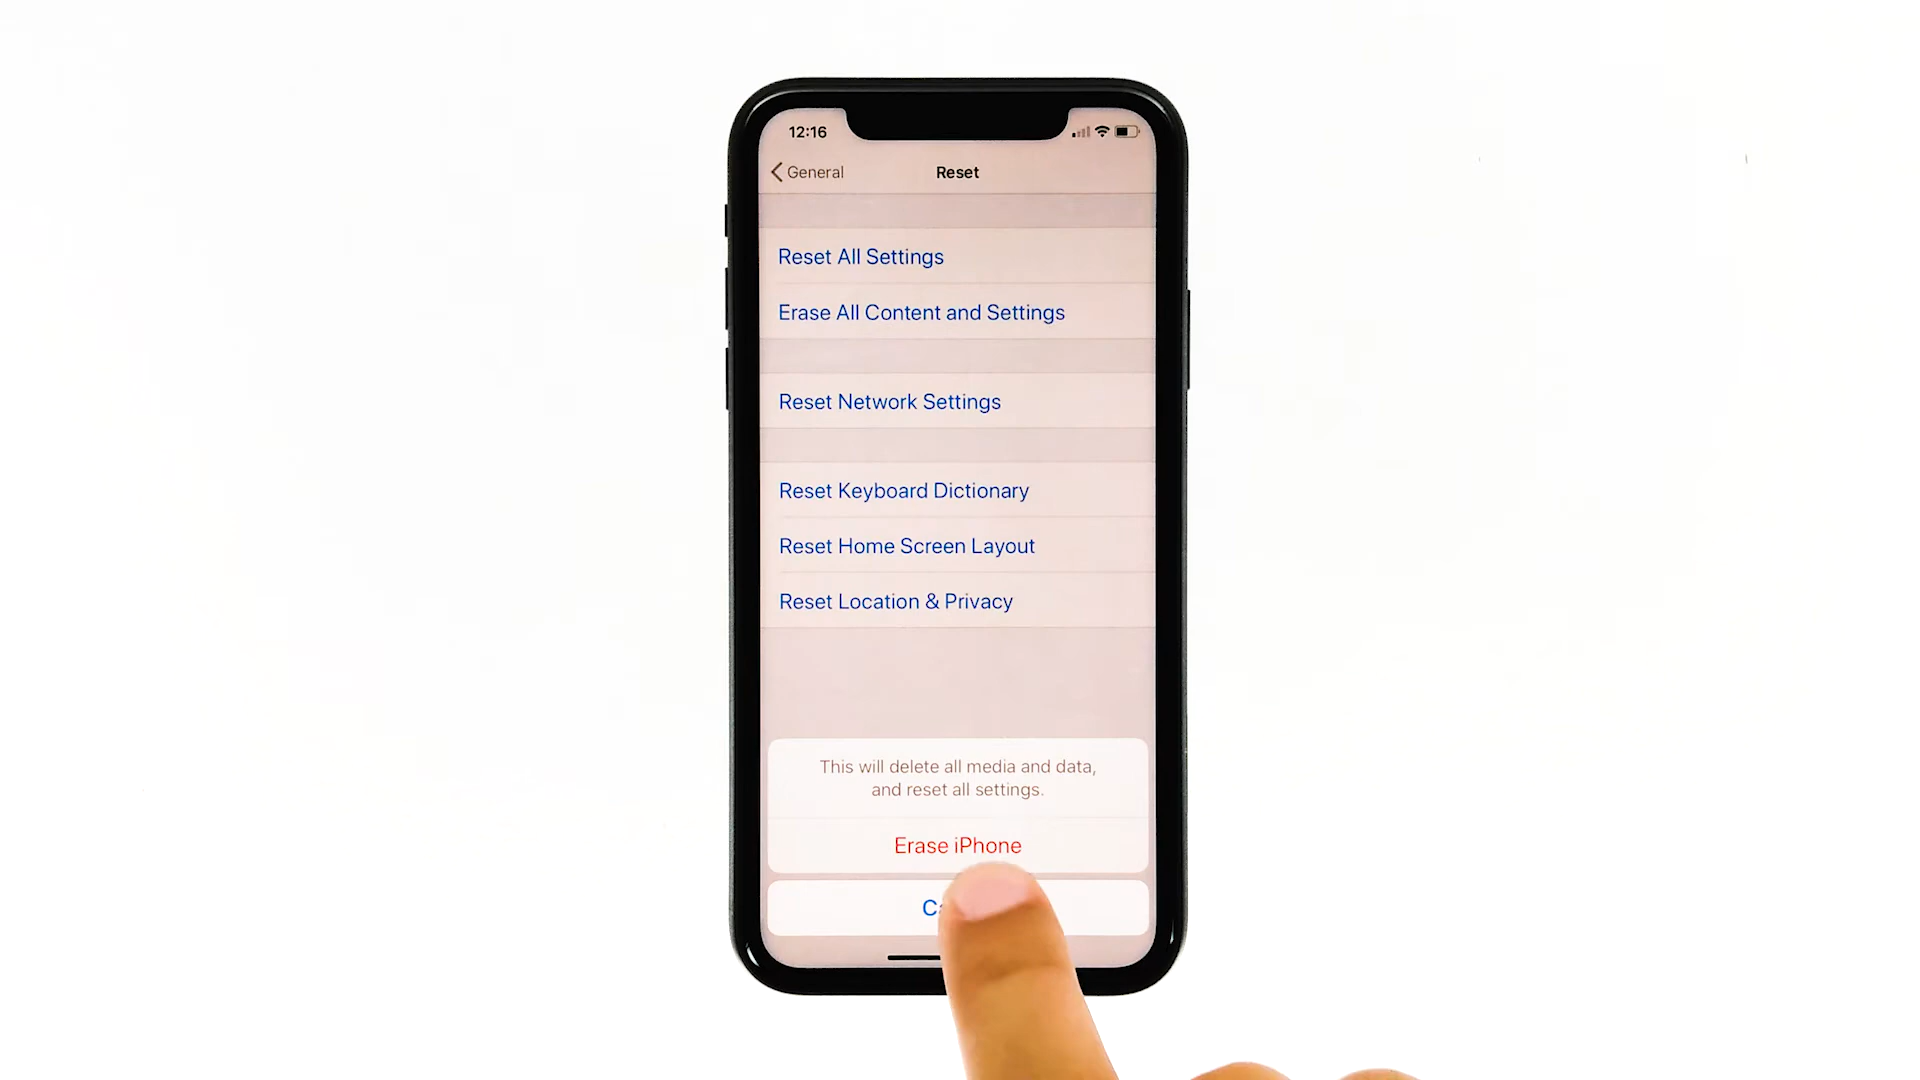 12:16
General
Reset
Reset All Settings
Erase All Content and Settings
Reset Network Settings
Reset Keyboard Dictionary
Reset Home Screen Layout
Reset Location & Privacy
This will delete all media and data,
and reset all settings.
Erase iPhone